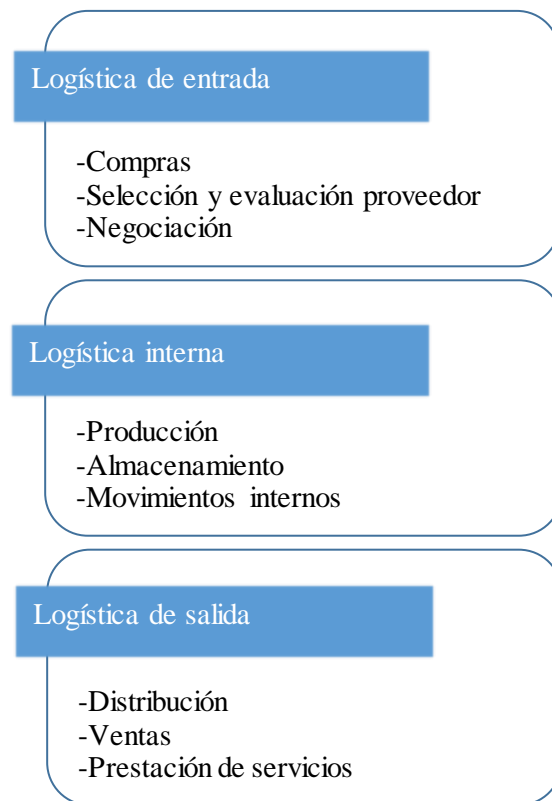 Logística de entrada
-Compras
-Selección y evaluación proveedor
-Negociación
Logística interna
-Producción
-Almacenamiento
-Movimientos internos
Logística de salida
-Distribución
-Ventas
-Prestación de servicios